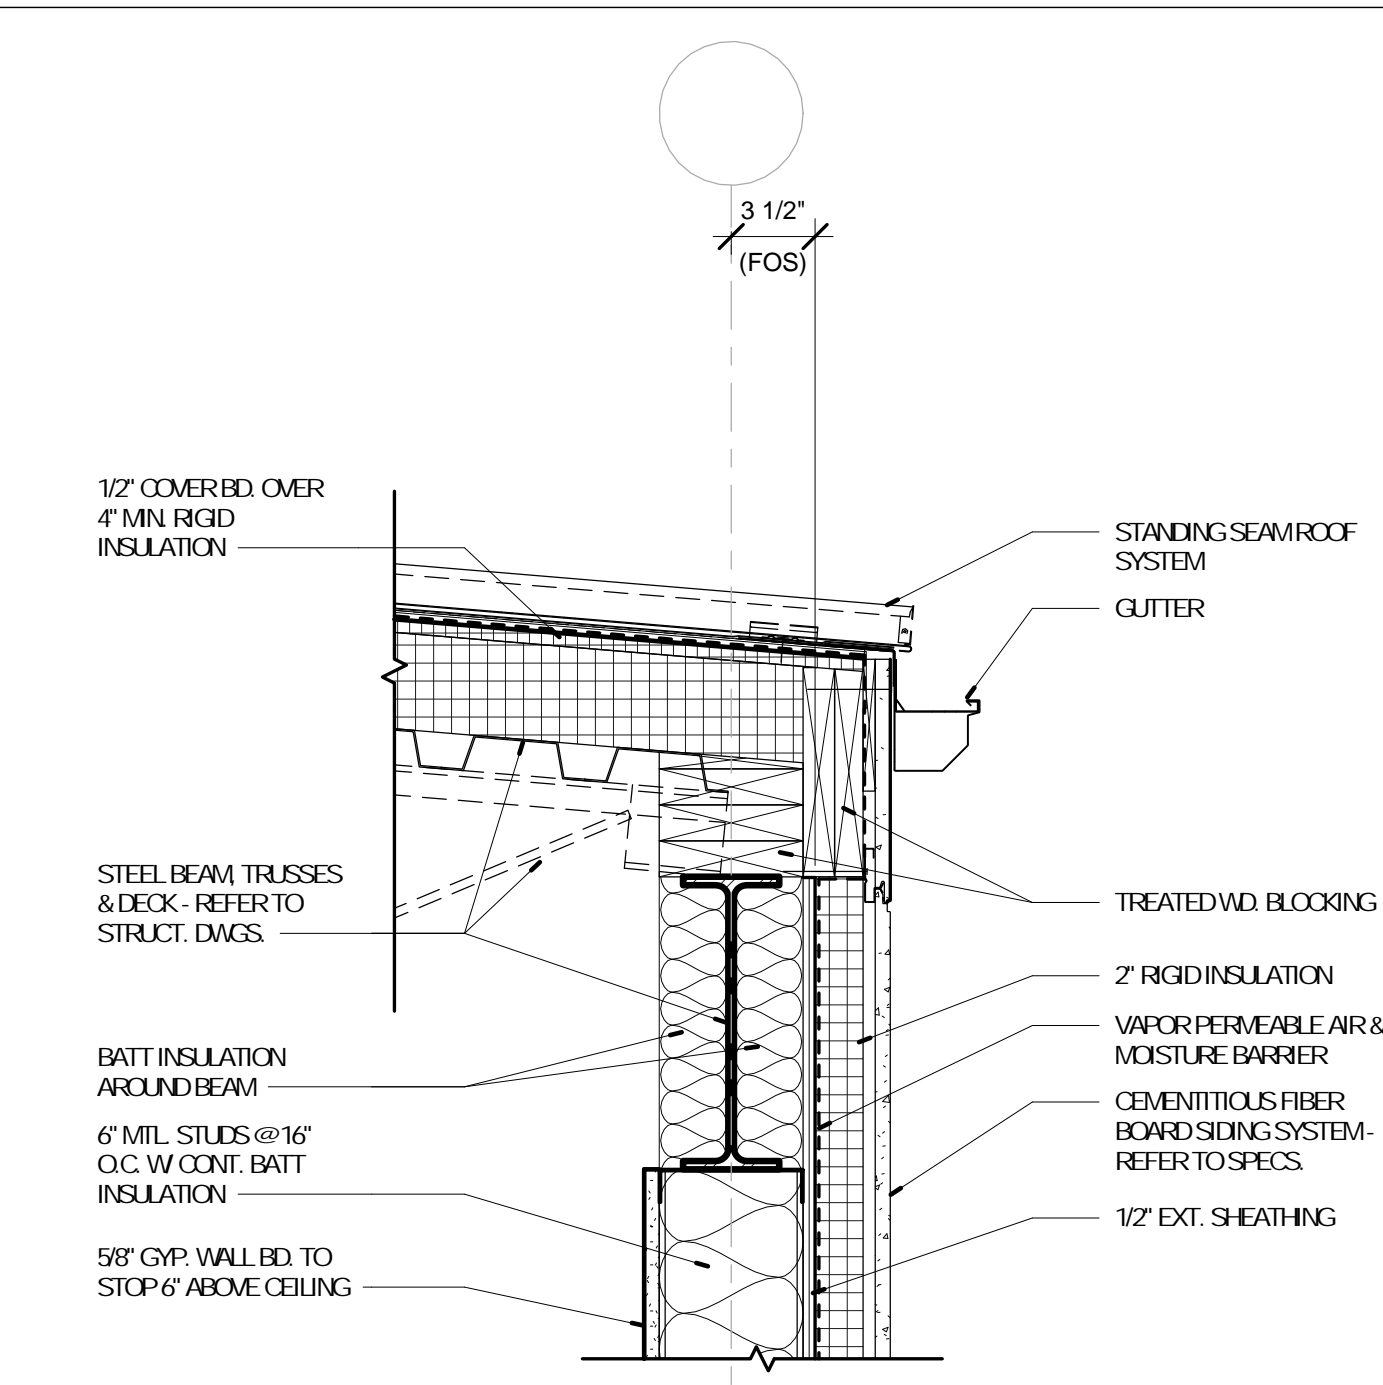 3 1/2"
(FOS)
1/2" COVER BD. OVER
4" MIN. RIGID
INSULATION
STEEL BEAM, TRUSSES
& DECK - REFER TO
STRUCT. DWGS.
BATT INSULATION
AROUND BEAM
6" MTL. STUDS @ 16"
O.C. W/ CONT. BATT
INSULATION
5/8" GYP. WALL BD. TO
STOP 6" ABOVE CEILING
STANDING SEAM ROOF
SYSTEM
GUTTER
TREATED WD. BLOCKING
2" RIGID INSULATION
VAPOR PERMEABLE AIR &
MOISTURE BARRIER
CEMENTITIOUS FIBER
BOARD SIDING SYSTEM -
REFER TO SPECS.
1/2" EXT. SHEATHING